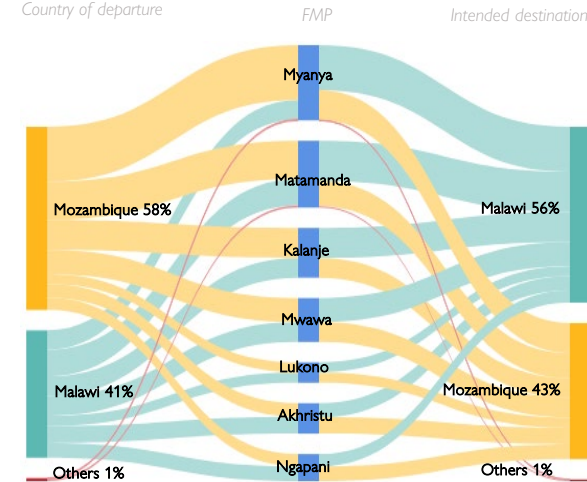 Country of departure
FMP
Intended destination
Myanya
Matamanda
Mozambique 58%
Malawi 56%
Kalanje
Mwawa
Lukono
Malawi 41%
Mozambique 43%
Akhristu
Ngapani
Others 1%
Others 1%